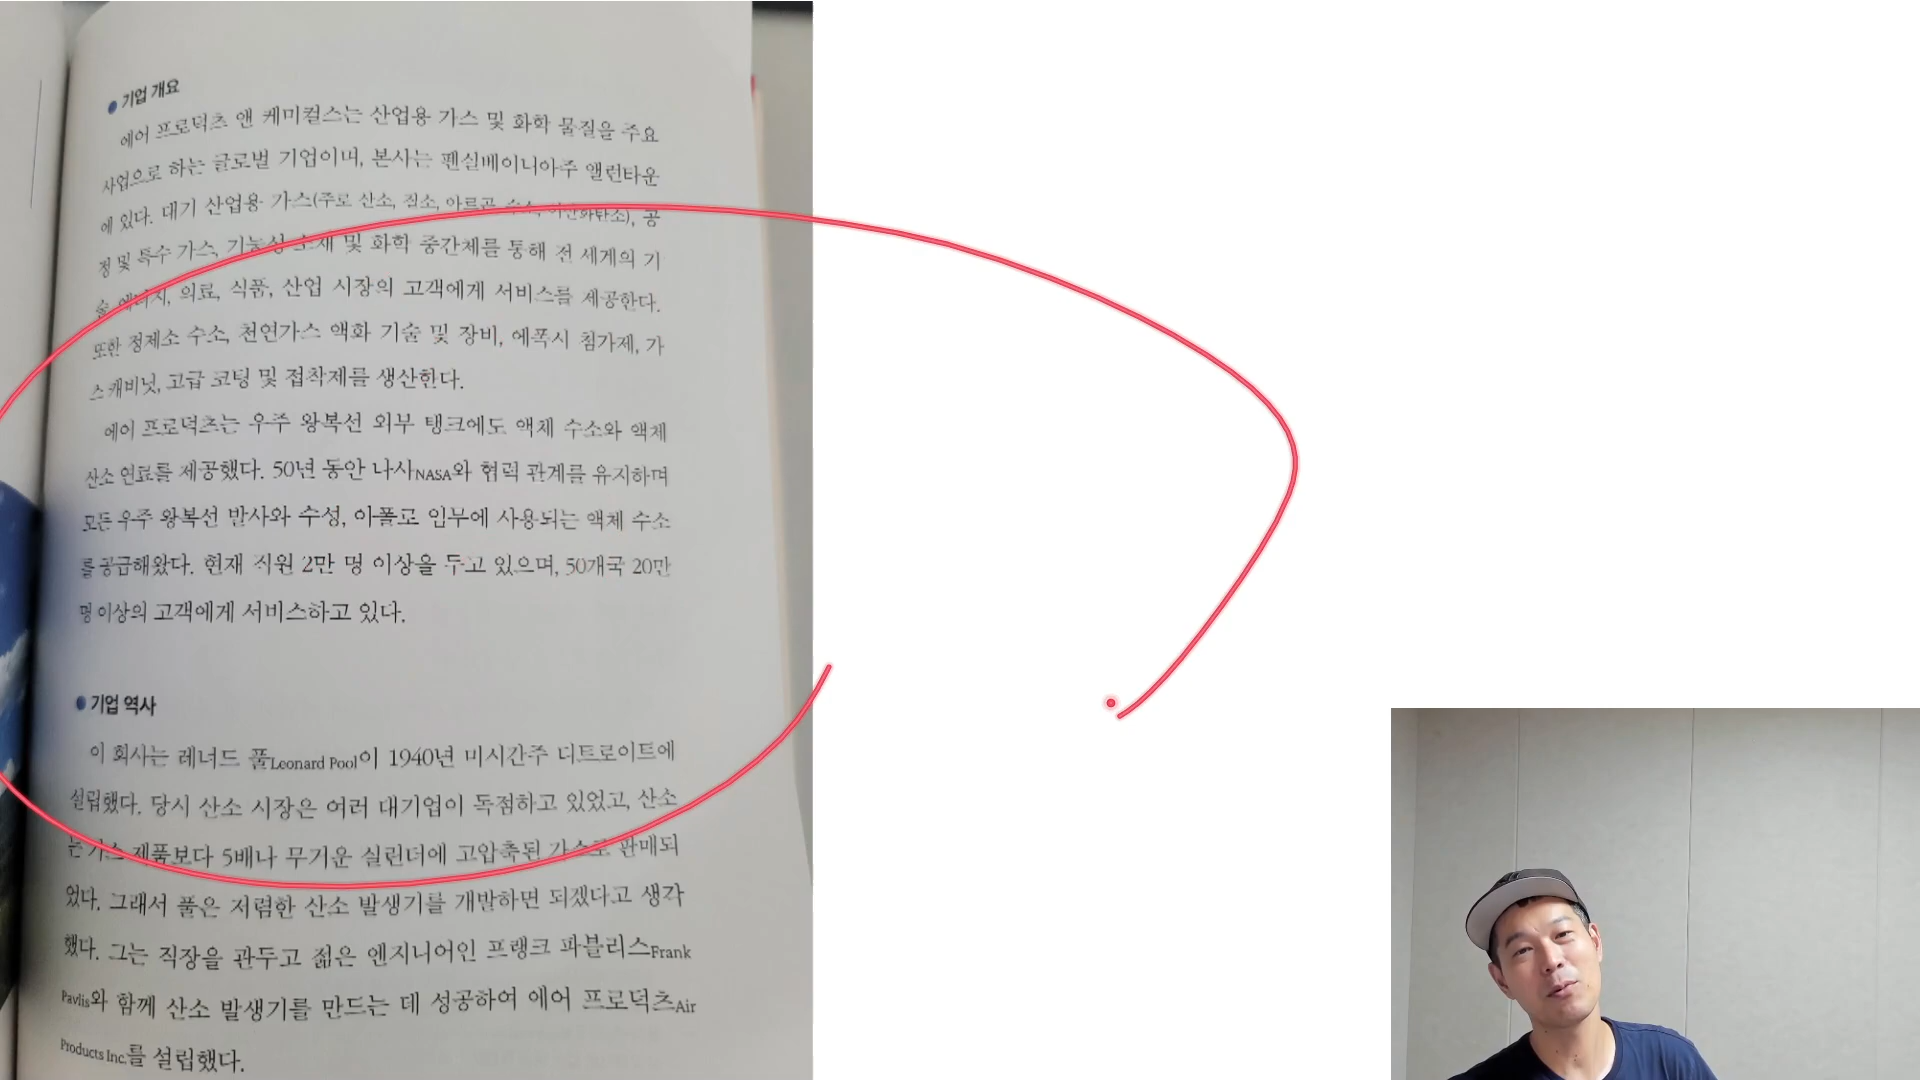 기업 개요
에어 프로덕츠 앤 케미컬스는 산업용 가스 및 화학 물질을 주요
사업으로 하는 글로벌 기업이며, 본사는 펜실베이니아주 앨런타운
에 있다. 대기 산업용 가스(주로 산소, 질소, 아르곤, 수소, 이산화탄소), 공
정 및 특수 가스, 기능성 소재 및 화학 중간체를 통해 전 세계의 기
술, 에너지, 의료, 식품, 산업 시장의 고객에게 서비스를 제공한다.
또한 정제소 수소, 천연가스 액화 기술 및 장비, 에폭시 첨가제, 가
스 캐비닛, 고급 코팅 및 접착제를 생산한다.
에어 프로덕츠는 우주 왕복선 외부 탱크에도 액체 수소와 액체
산소 연료를 제공했다. 50년 동안 나사NASA와 협력 관계를 유지하며
모든 우주 왕복선 발사와 수성, 아폴로 임무에 사용되는 액체 수소
를 공급해왔다. 현재 직원 2만 명 이상을 두고 있으며, 50개국 20만
명 이상의 고객에게 서비스하고 있다.
기업 역사
이 회사는 레너드 풀Leonard Pool이 1940년 미시간주 디트로이트에
설립했다. 당시 산소 시장은 여러 대기업이 독점하고 있었고, 산소
는 가스 제품보다 5배나 무거운 실린더에 고압축된 가스로 판매되
었다. 그래서 풀은 저렴한 산소 발생기를 개발하면 되겠다고 생각
했다. 그는 직장을 관두고 젊은 엔지니어인 프랭크 파블리스Frank
Pavlis와 함께 산소 발생기를 만드는 데 성공하여 에어 프로덕츠Air
Products Inc.를 설립했다.